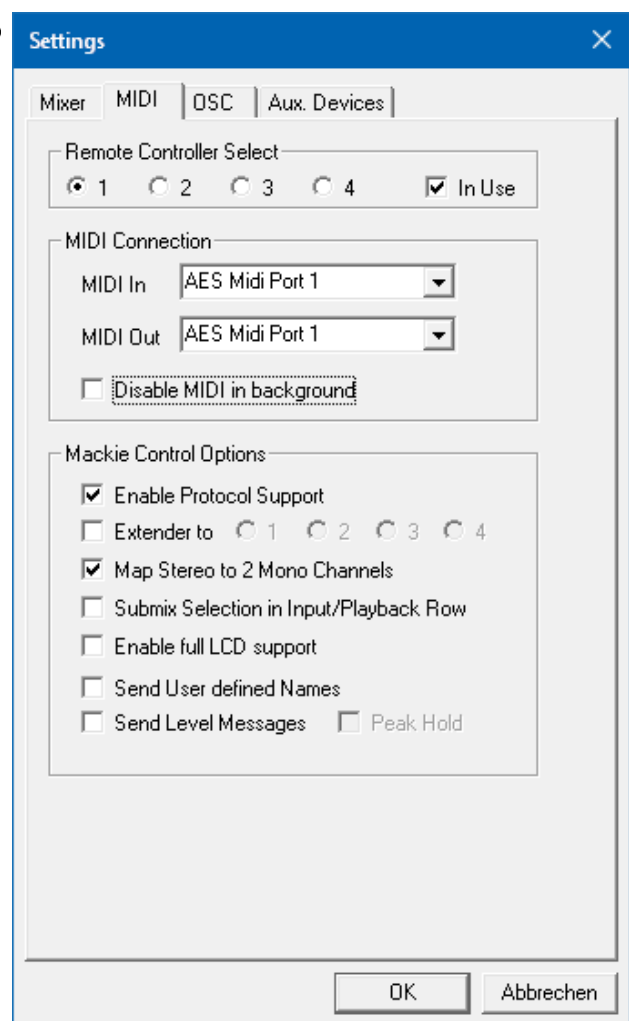 Settings
Mixer MIDI OSC Aux. Devices
Remote Controller Select
1 2 3 4 In Use
MIDI Connection
MIDI In AES Midi Port 1
MIDI Out AES Midi Port 1
Disable MIDI in background
Mackie Control Options
Enable Protocol Support
Extender to 1 2 3 4
Map Stereo to 2 Mono Channels
Submix Selection in Input/Playback Row
Enable full LCD support
Send User defined Names
Send Level Messages Peak Hold
OK Abbrechen